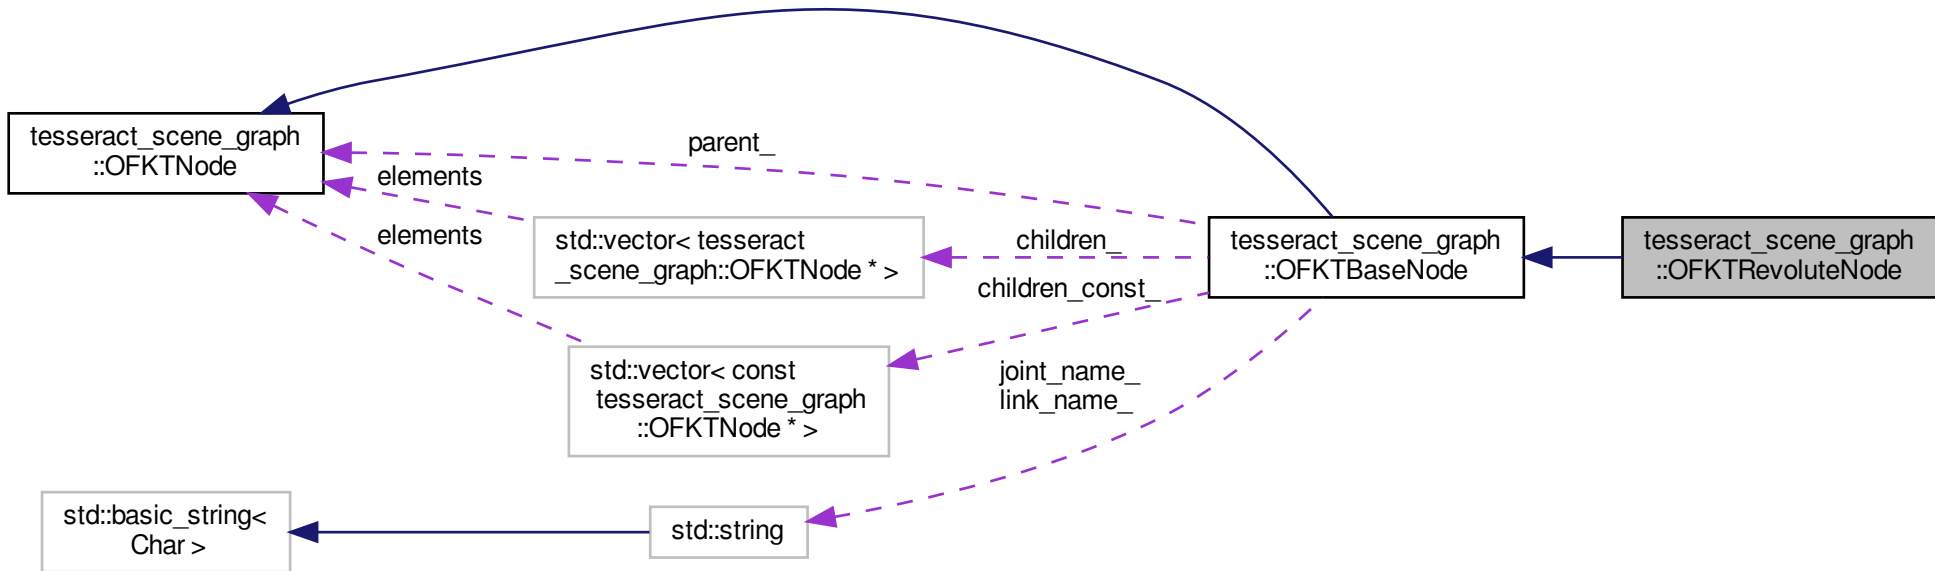 tesseract_scene_graph
::OFKTNode
parent_
elements
elements
std::vector< tesseract
_scene_graph::OFKTNode * >
children_
children_const_
tesseract_scene_graph
::OFKTBaseNode
tesseract_scene_graph
::OFKTRevoluteNode
std::vector< const
tesseract_scene_graph
::OFKTNode * >
joint_name_
link_name_
std::basic_string<
Char >
std::string